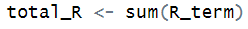 total_R <- sum(R_term)